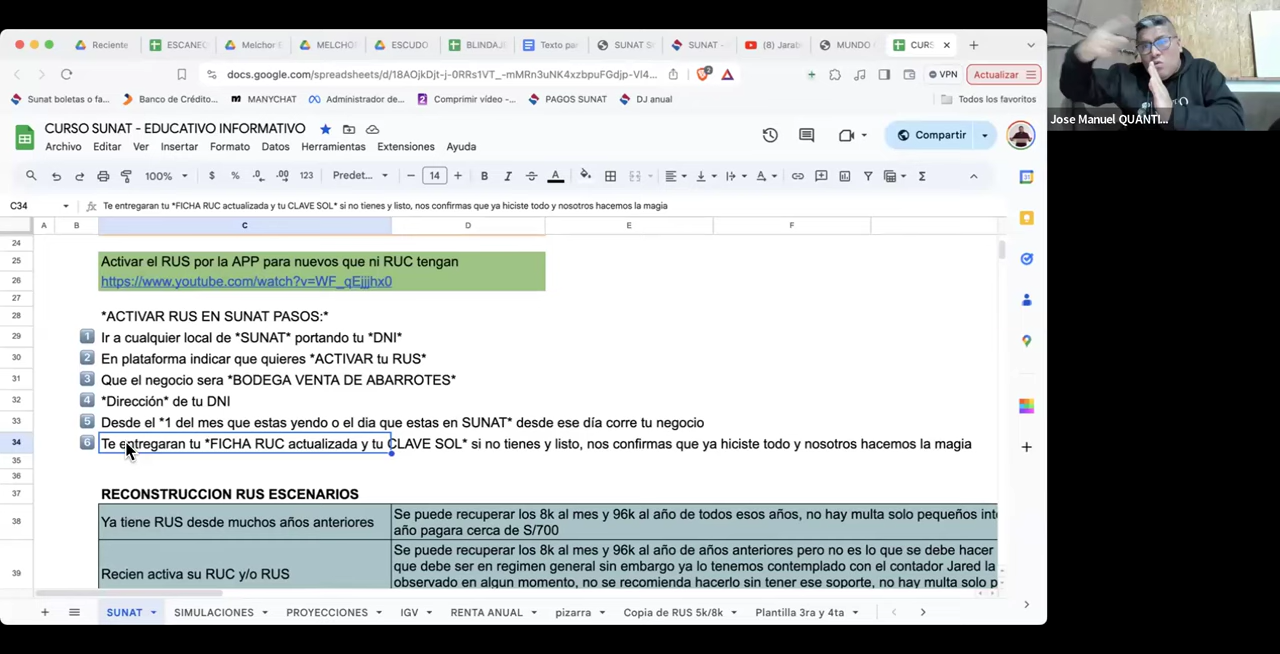 Reciente
ESCANEO
Melchor E
MELCHO
ESCUDO
BLINDAJE
Texto par
SUNAT S
SUNAT -
(8) Jarab
MUNDO
CURS
docs.google.com/spreadsheets/d/18AOjkDjt-j-0RRs1VT_-mMRn3uNK4xzbpuFGdjp-VI4...
VPN
Actualizar
Sunat boletas o fa...
Banco de Crédito...
MANYCHAT
Administrador de...
Comprimir vídeo -...
PAGOS SUNAT
DJ anual
Todos los favoritos
Jose Manuel QUANTI...
CURSO SUNAT - EDUCATIVO INFORMATIVO
Archivo Editar Ver Insertar Formato Datos Herramientas Extensiones Ayuda
Compartir
100% $ % .0 .00 123 Predet... 14 B I A Σ
C34 fx Te entregaran tu *FICHA RUC actualizada y tu CLAVE SOL* si no tienes y listo, nos confirmas que ya hiciste todo y nosotros hacemos la magia
A B C D E F
24
25 Activar el RUS por la APP para nuevos que ni RUC tengan
26 https://www.youtube.com/watch?v=WF_qEjjjhx0
27
28 *ACTIVAR RUS EN SUNAT PASOS:*
29 1 Ir a cualquier local de *SUNAT* portando tu *DNI*
30 2 En plataforma indicar que quieres *ACTIVAR tu RUS*
31 3 Que el negocio sera *BODEGA VENTA DE ABARROTES*
32 4 *Dirección* de tu DNI
33 5 Desde el *1 del mes que estas yendo o el dia que estas en SUNAT* desde ese día corre tu negocio
34 6 Te entregaran tu *FICHA RUC actualizada y tu CLAVE SOL* si no tienes y listo, nos confirmas que ya hiciste todo y nosotros hacemos la magia
35
36
37 RECONSTRUCCION RUS ESCENARIOS
38 Ya tiene RUS desde muchos años anteriores
Se puede recuperar los 8k al mes y 96k al año de todos esos años, no hay multa solo pequeños int
año pagara cerca de S/700
39 Recien activa su RUC y/o RUS
Se puede recuperar los 8k al mes y 96k al año de años anteriores pero no es lo que se debe hacer
que debe ser en regimen general sin embargo ya lo tenemos contemplado con el contador Jared la
observado en algun momento, no se recomienda hacerlo sin tener ese soporte, no hay multa solo p
SUNAT SIMULACIONES PROYECCIONES IGV RENTA ANUAL pizarra Copia de RUS 5k/8k Plantilla 3ra y 4ta